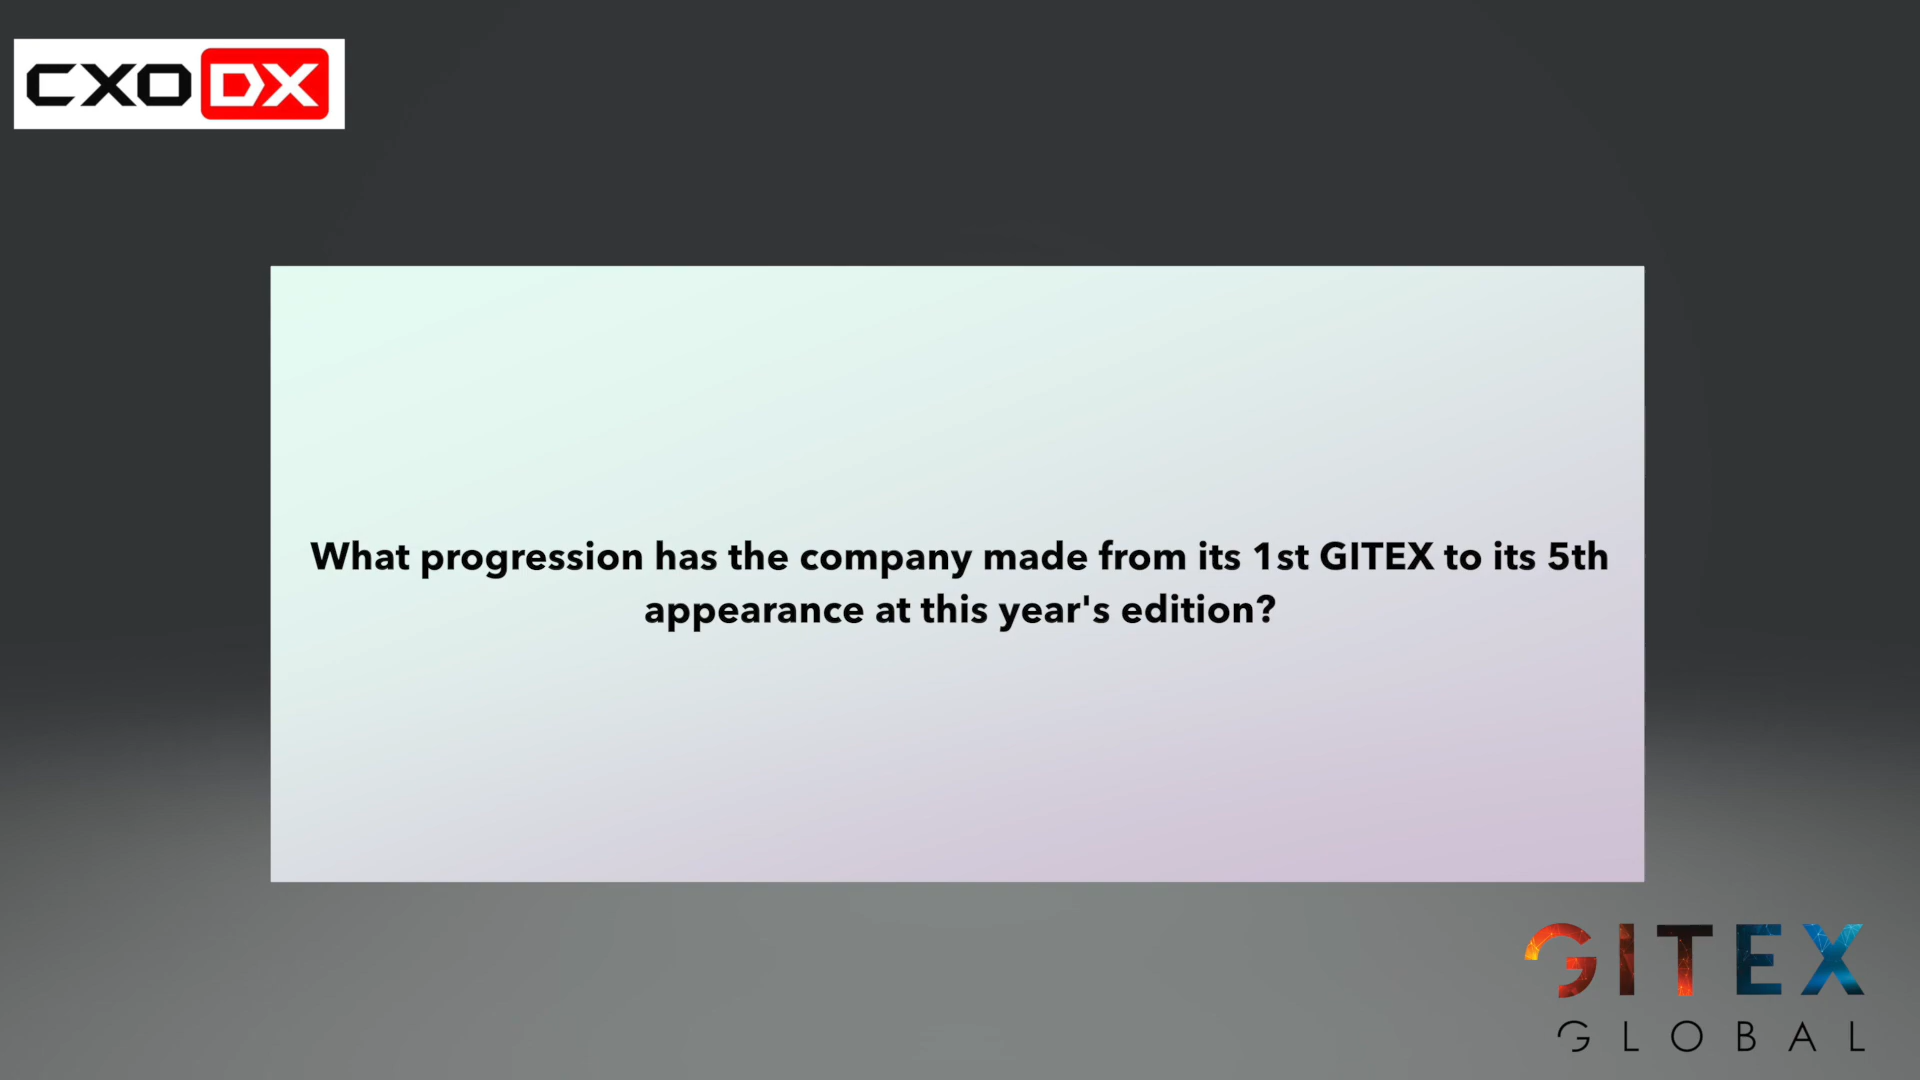 CXO DX
What progression has the company made from its 1st GITEX to its 5th
appearance at this year's edition?
GITEX
GLOBAL